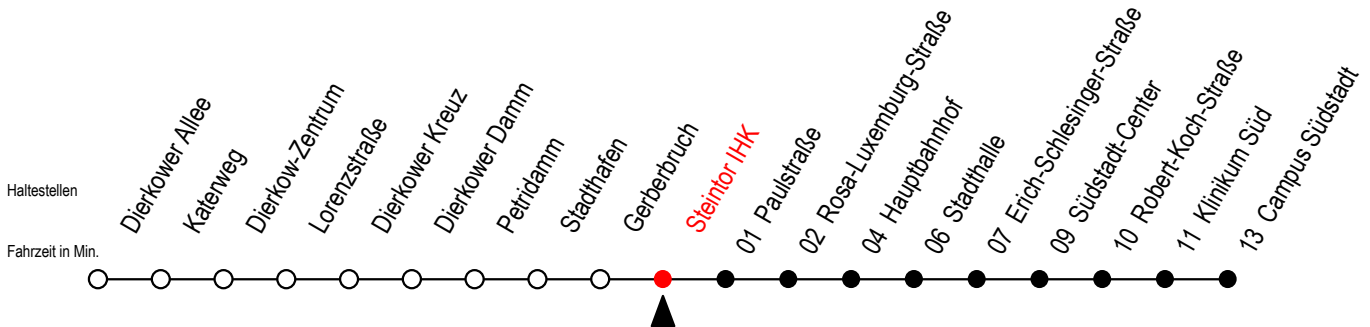 Haltestellen
Dierkower Allee
Katerweg
Dierkow-Zentrum
Lorenzstraße
Dierkower Kreuz
Dierkower Damm
Petridamm
Stadthafen
Gerberbruch
Steintor IHK
01 Paulstraße
02 Rosa-Luxemburg-Straße
04 Hauptbahnhof
06 Stadthalle
07 Erich-Schlesinger-Straße
09 Südstadt-Center
10 Robert-Koch-Straße
11 Klinikum Süd
13 Campus Südstadt
Fahrzeit in Min.